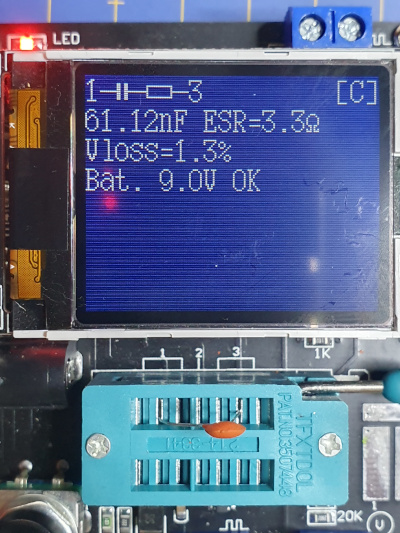 LED
1 3 [C]
61.12nF ESR=3.3Ω
Vloss=1.3%
Bat. 9.0V OK
1 2 3
1K
TFXTDOL
20K
U